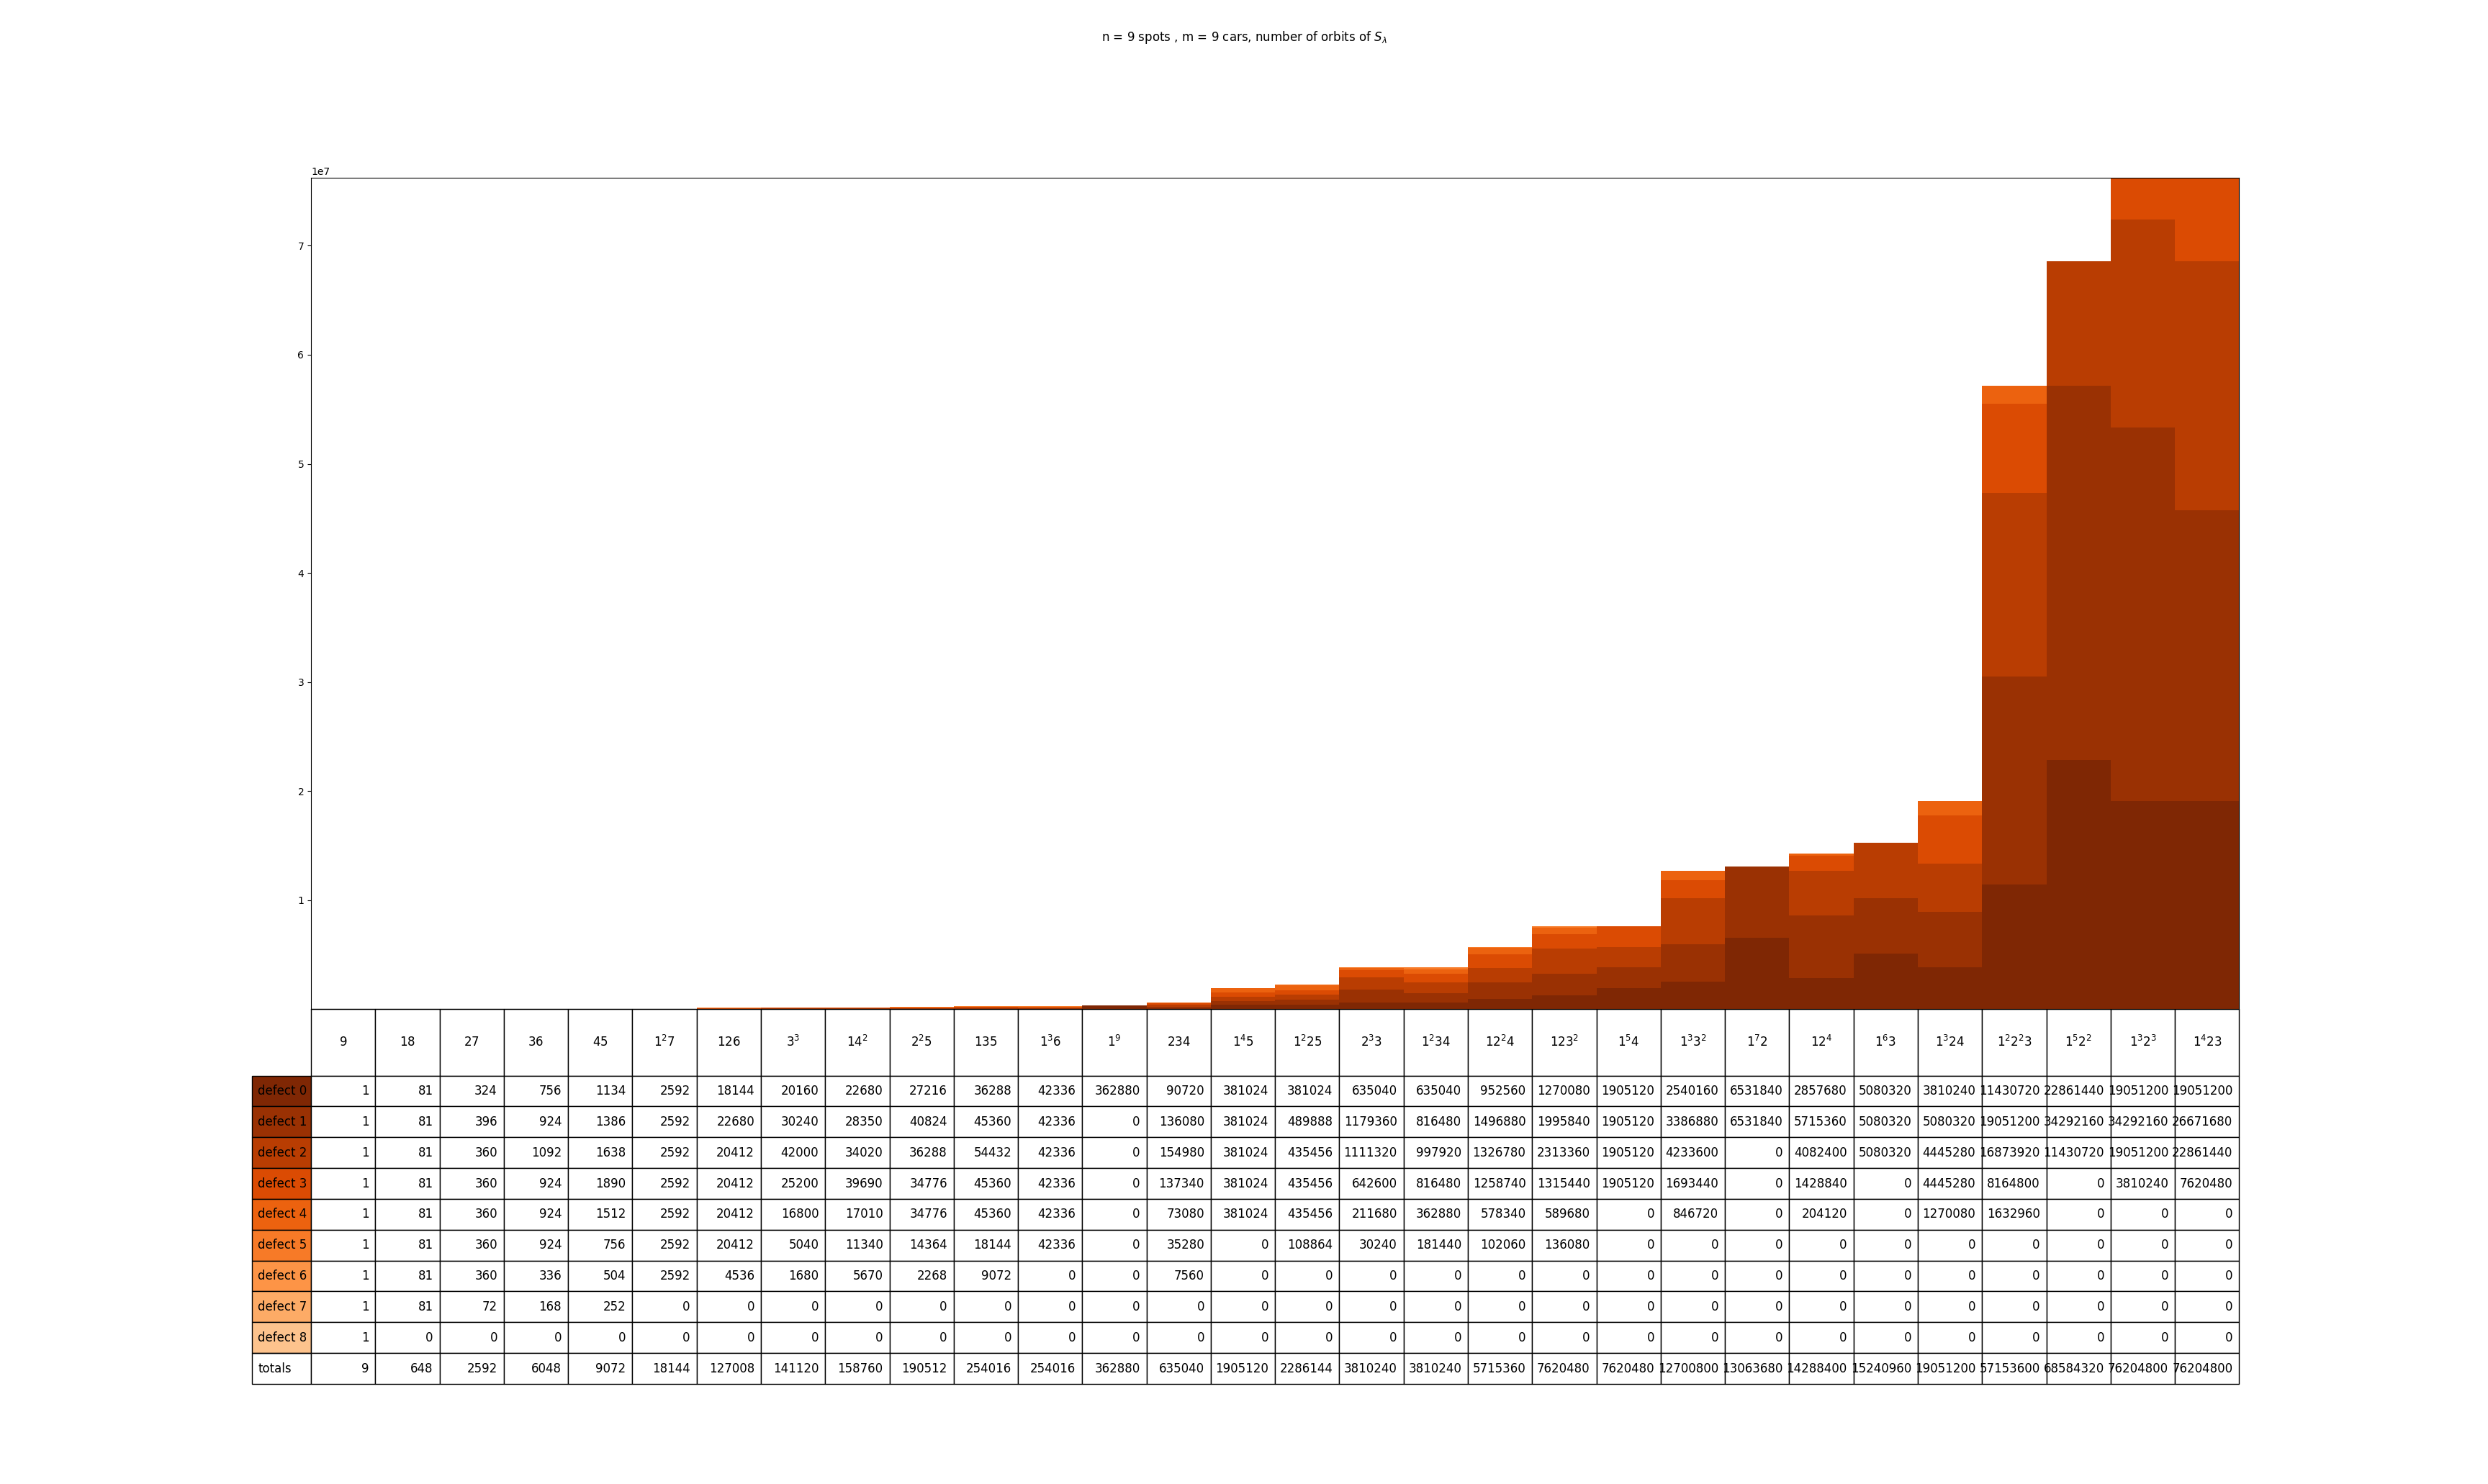 n = 9 spots , m = 9 cars, number of orbits of $S_\lambda$
1e7
7
6
5
4
3
2
1
9 18 27 36 45 1²7 126 3³ 14² 2²5 135 1³6 1⁹ 234 1⁴5 1²25 2³3 1²34 12²4 123² 1⁵4 1³3² 1⁷2 12⁴ 1⁶3 1³24 1²2²3 1⁵2² 1³2³ 1⁴23
defect 0 1 81 324 756 1134 2592 18144 20160 22680 27216 36288 42336 362880 90720 381024 381024 635040 635040 952560 1270080 1905120 2540160 6531840 2857680 5080320 3810240 11430720 22861440 19051200 19051200
defect 1 1 81 396 924 1386 2592 22680 30240 28350 40824 45360 42336 0 136080 381024 489888 1179360 816480 1496880 1995840 1905120 3386880 6531840 5715360 5080320 5080320 19051200 34292160 34292160 26671680
defect 2 1 81 360 1092 1638 2592 20412 42000 34020 36288 54432 42336 0 154980 381024 435456 1111320 997920 1326780 2313360 1905120 4233600 0 4082400 5080320 4445280 16873920 11430720 19051200 22861440
defect 3 1 81 360 924 1890 2592 20412 25200 39690 34776 45360 42336 0 137340 381024 435456 642600 816480 1258740 1315440 1905120 1693440 0 1428840 0 4445280 8164800 0 3810240 7620480
defect 4 1 81 360 924 1512 2592 20412 16800 17010 34776 45360 42336 0 73080 381024 435456 211680 362880 578340 589680 0 846720 0 204120 0 1270080 1632960 0 0 0
defect 5 1 81 360 924 756 2592 20412 5040 11340 14364 18144 42336 0 35280 0 108864 30240 181440 102060 136080 0 0 0 0 0 0 0 0 0 0
defect 6 1 81 360 336 504 2592 4536 1680 5670 2268 9072 0 0 7560 0 0 0 0 0 0 0 0 0 0 0 0 0 0 0 0
defect 7 1 81 72 168 252 0 0 0 0 0 0 0 0 0 0 0 0 0 0 0 0 0 0 0 0 0 0 0 0 0
defect 8 1 0 0 0 0 0 0 0 0 0 0 0 0 0 0 0 0 0 0 0 0 0 0 0 0 0 0 0 0 0
totals 9 648 2592 6048 9072 18144 127008 141120 158760 190512 254016 254016 362880 635040 1905120 2286144 3810240 3810240 5715360 7620480 7620480 12700800 13063680 14288400 15240960 19051200 57153600 68584320 76204800 76204800